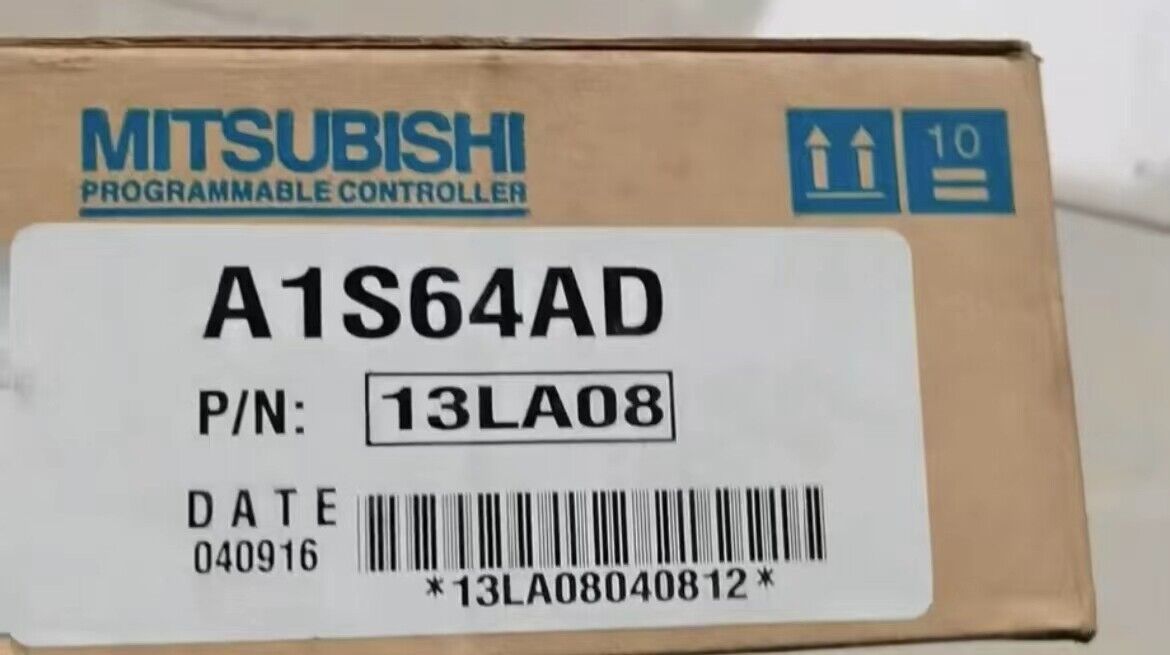 MITSUBISHI
PROGRAMMABLE CONTROLLER
10
A1S64AD
P/N: 13LA08
DATE
040916
*13LA08040812*